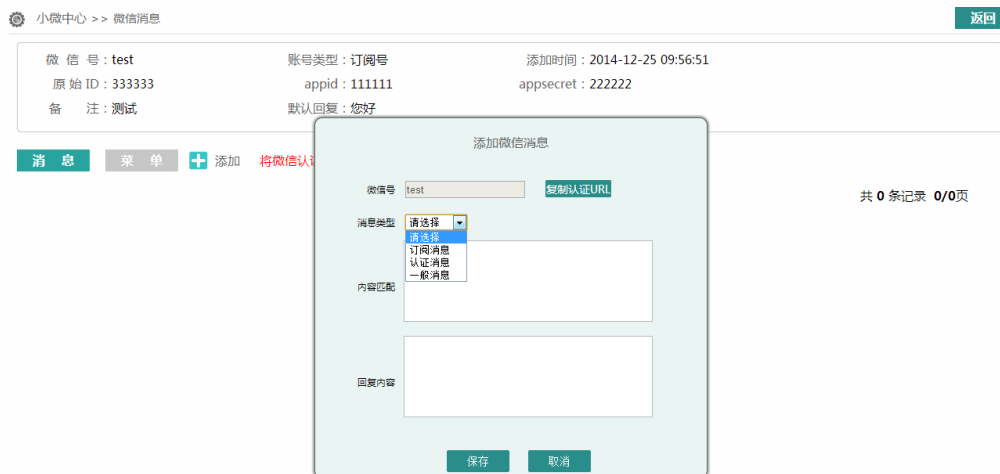 小微中心 >> 微信消息
返回
微 信 号：test 账号类型：订阅号 添加时间：2014-12-25 09:56:51
原 始 ID：333333 appid：111111 appsecret：222222
备 注：测试 默认回复：您好
添加微信消息
消 息 菜 单 添加 将微信认
微信号 test 复制认证URL
共 0 条记录 0/0页
消息类型 请选择
请选择
订阅消息
认证消息
一般消息
内容匹配
回复内容
保存 取消